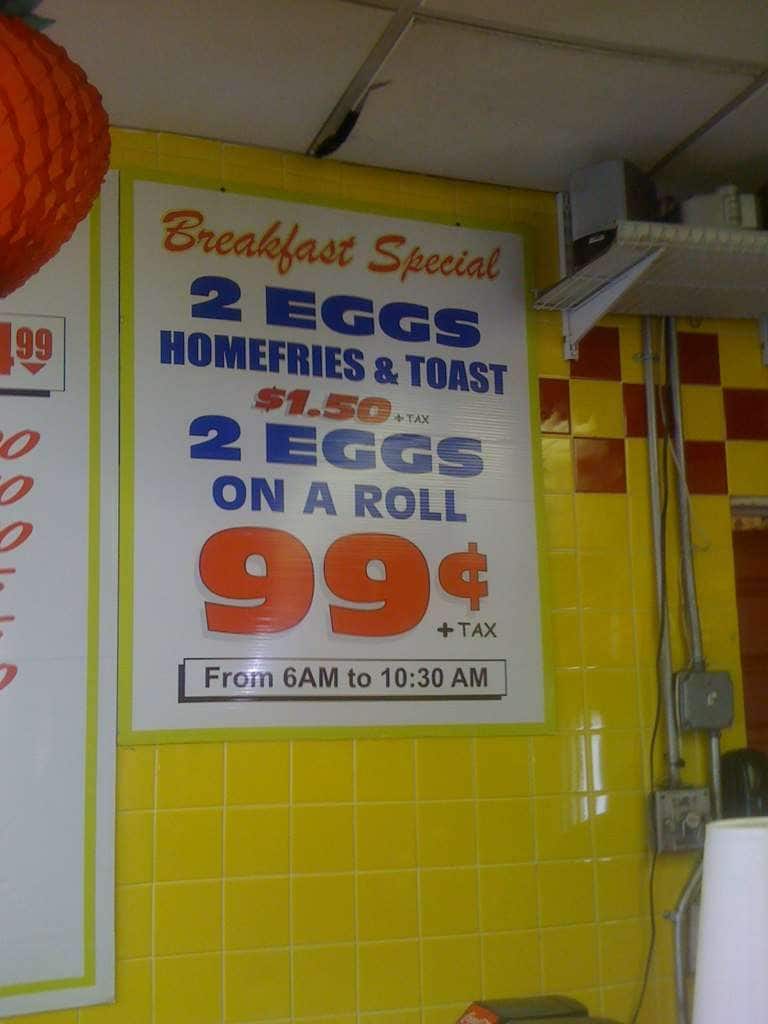 Breakfast Special
2 EGGS
HOMEFRIES & TOAST
$1.50 + TAX
2 EGGS
ON A ROLL
99¢
+ TAX
From 6AM to 10:30 AM
99